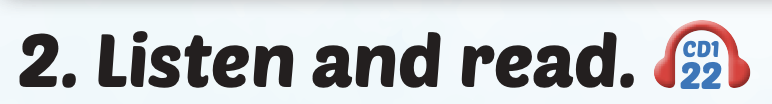 2. Listen and read.
CD1
22